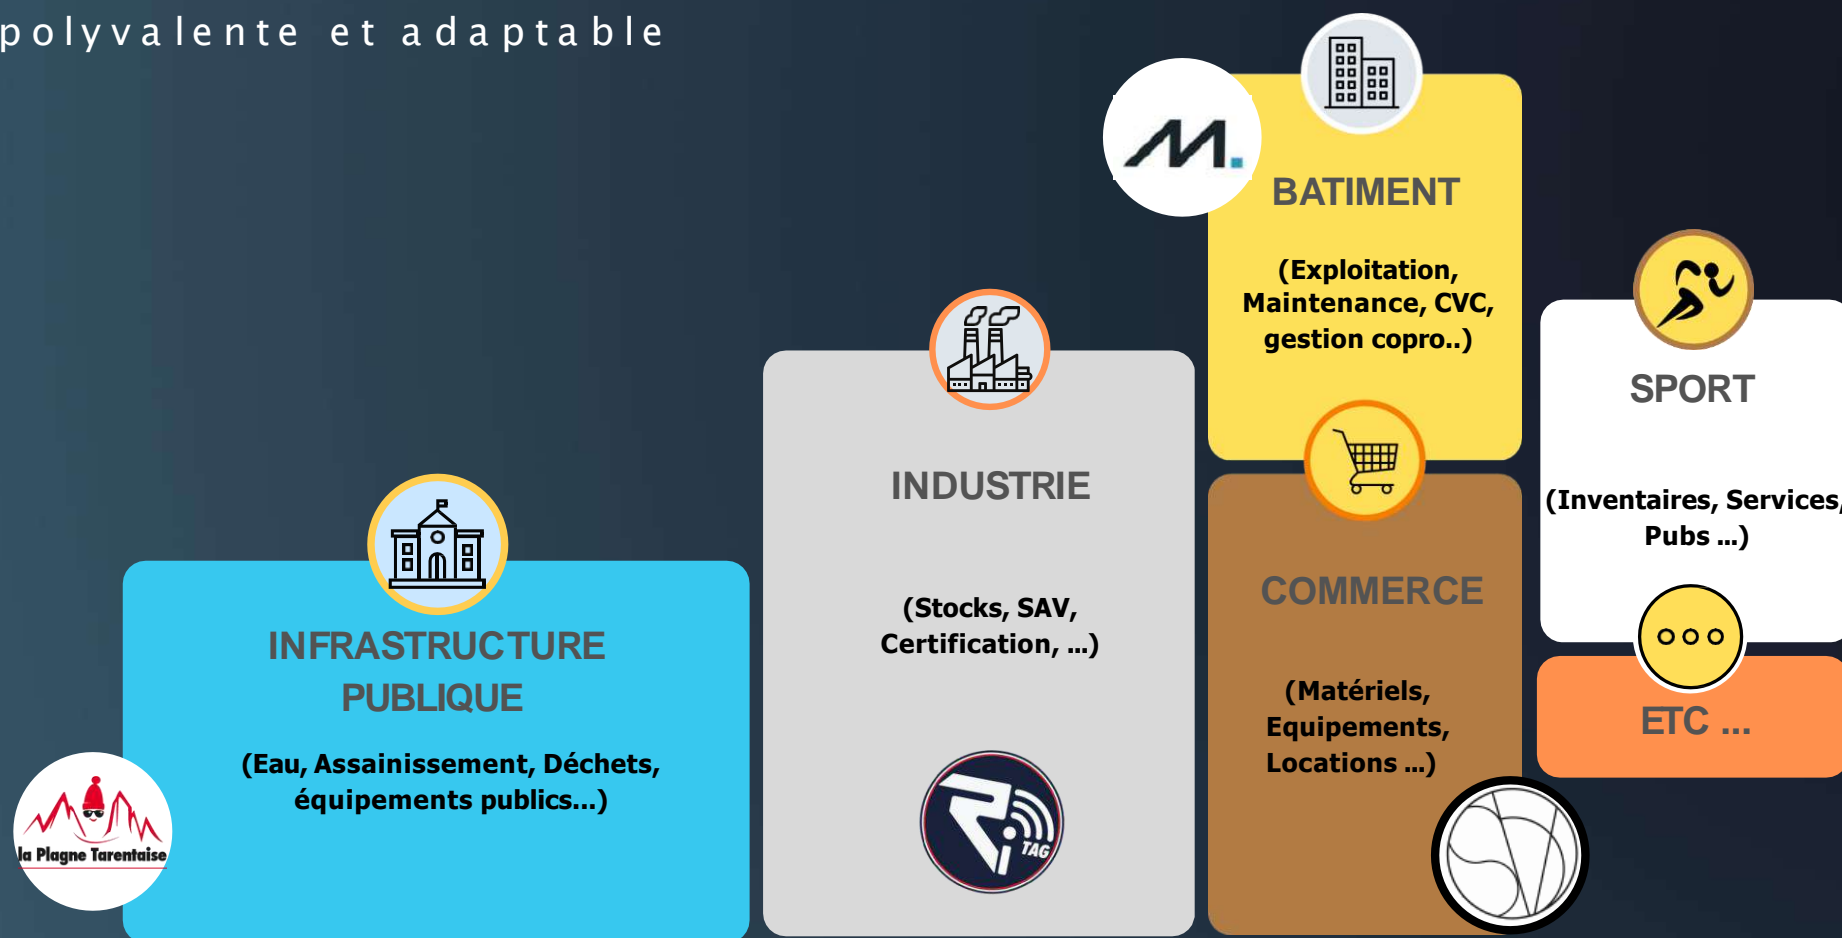 polyvalente et adaptable
M.
BATIMENT
(Exploitation,
Maintenance, CVC,
gestion copro..)
SPORT
(Inventaires, Services,
Pubs ...)
INDUSTRIE
(Stocks, SAV,
Certification, ...)
Ri
TAG
COMMERCE
(Matériels,
Equipements,
Locations ...)
ETC ...
INFRASTRUCTURE
PUBLIQUE
(Eau, Assainissement, Déchets,
équipements publics...)
la Plagne Tarentaise